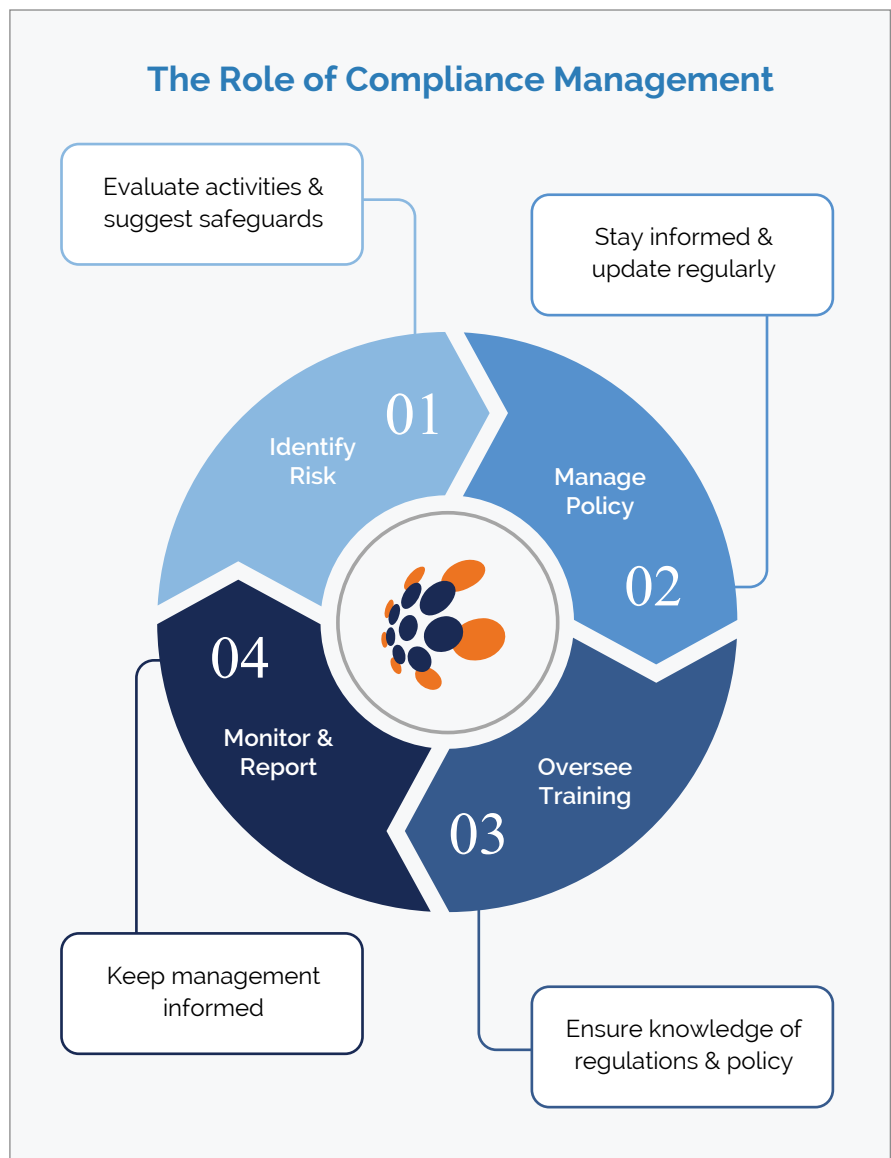 The Role of Compliance Management
Evaluate activities &
suggest safeguards
Stay informed &
update regularly
01
Identify
Risk
Manage
Policy
02
04
Monitor &
Report
Oversee
Training
03
Keep management
informed
Ensure knowledge of
regulations & policy